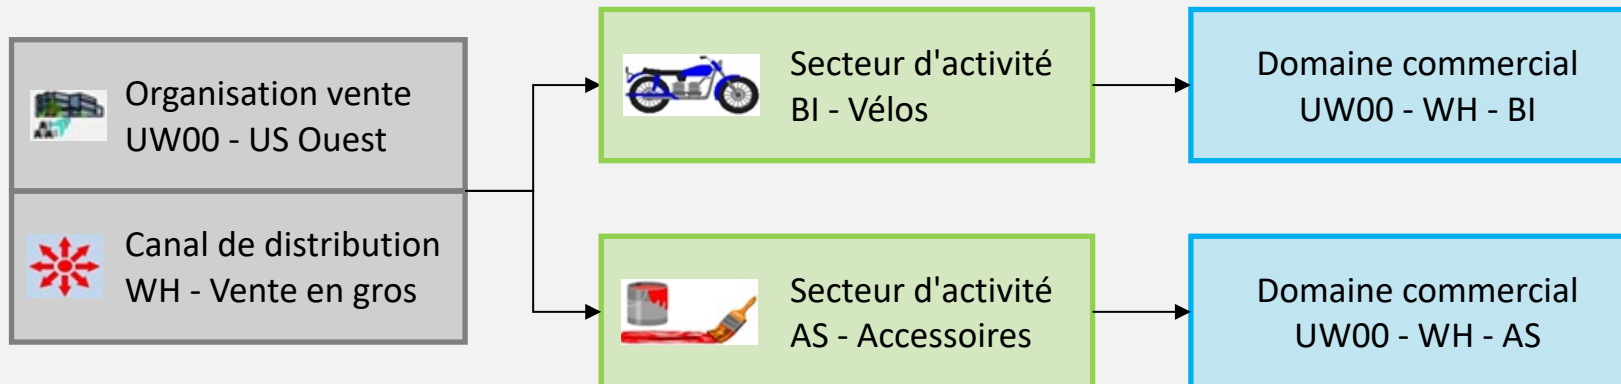 Organisation vente
UW00 - US Ouest
Canal de distribution
WH - Vente en gros
Secteur d'activité
BI - Vélos
Domaine commercial
UW00 - WH - BI
Secteur d'activité
AS - Accessoires
Domaine commercial
UW00 - WH - AS